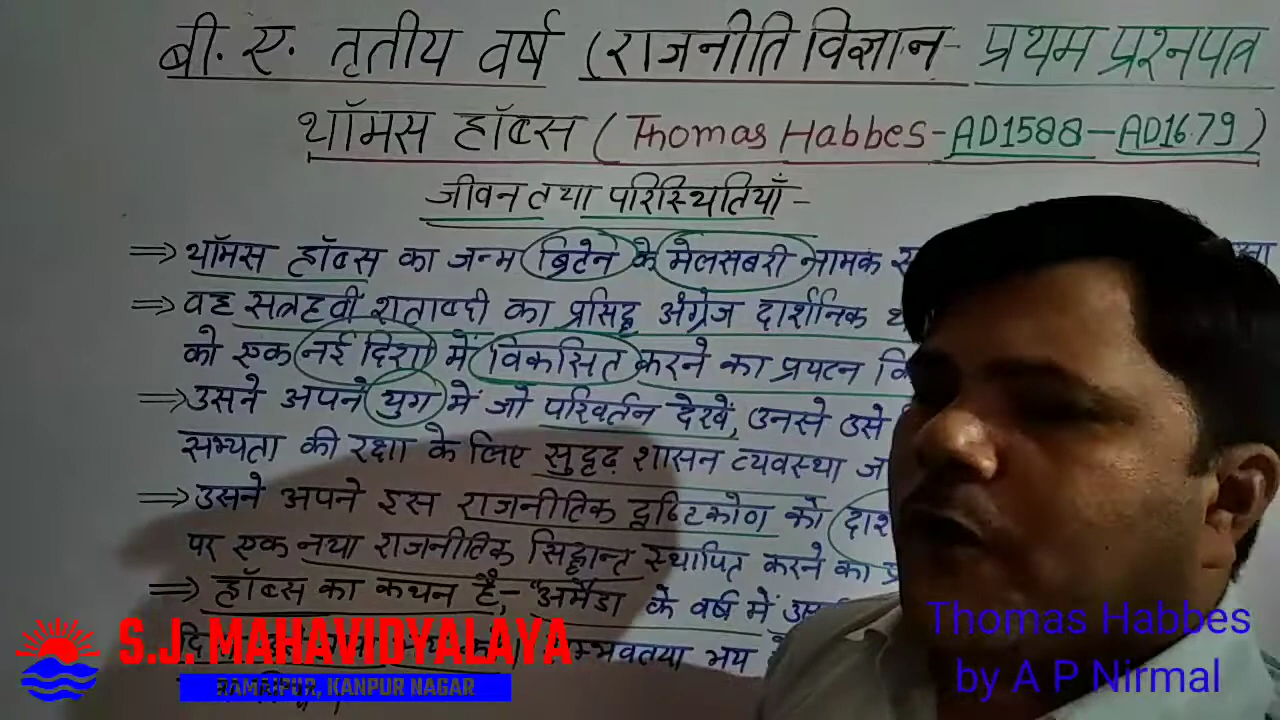 बी. ए. तृतीय वर्ष (राजनीति विज्ञान- प्रथम प्रश्नपत्र
थॉमस हॉब्स (Thomas Habbes-AD1588-AD1679)
जीवन तथा परिस्थितियाँ-
⇒ थॉमस हॉब्स का जन्म ब्रिटेन के मेलसबरी नामक
⇒ वह सत्रहवी शताब्दी का प्रसिद्ध अंग्रेज दार्शनिक
को एक नई दिशा में विकसित करने का प्रयत्न
⇒ उसने अपने युग में जो परिवर्तन देखें, उनसे उसे
सभ्यता की रक्षा के लिए सुदृढ़ शासन व्यवस्था
⇒ उसने अपने इस राजनीतिक दृष्टिकोण को
पर एक नया राजनीतिक सिद्धान्त स्थापित करने का
⇒ हॉब्स का कथन है,- "अर्मेडा के वर्ष में
भय
S.J. MAHAVIDYALAYA
RAMAIPUR, KANPUR NAGAR
Thomas Habbes
by A P Nirmal